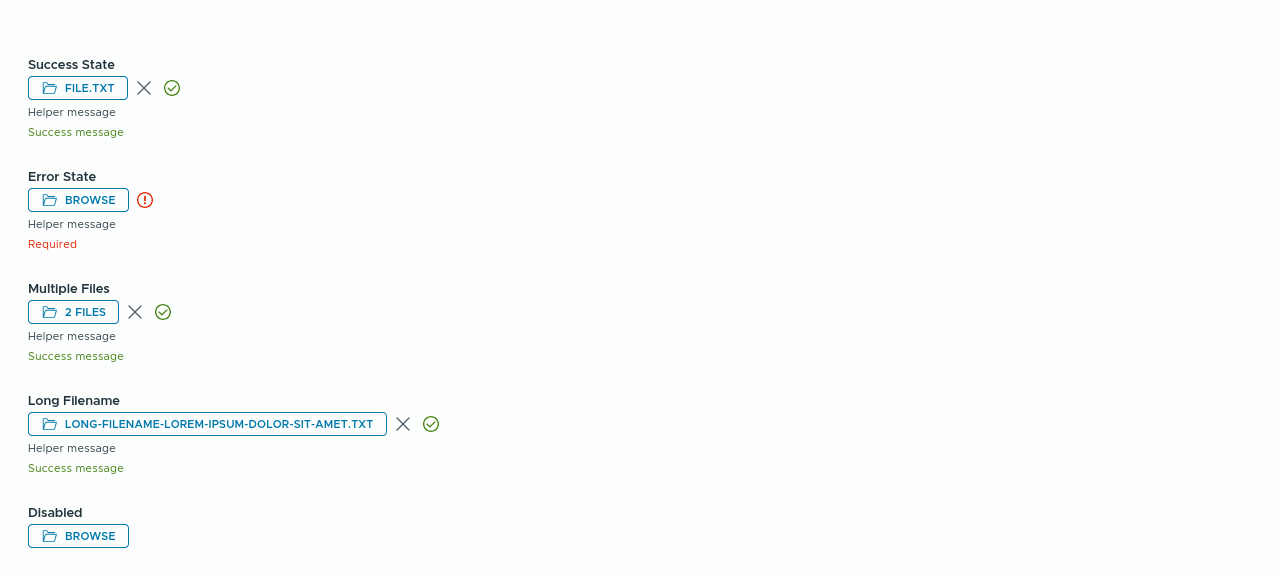 Success State
FILE.TXT
Helper message
Success message
Error State
BROWSE
Helper message
Required
Multiple Files
2 FILES
Helper message
Success message
Long Filename
LONG-FILENAME-LOREM-IPSUM-DOLOR-SIT-AMET.TXT
Helper message
Success message
Disabled
BROWSE